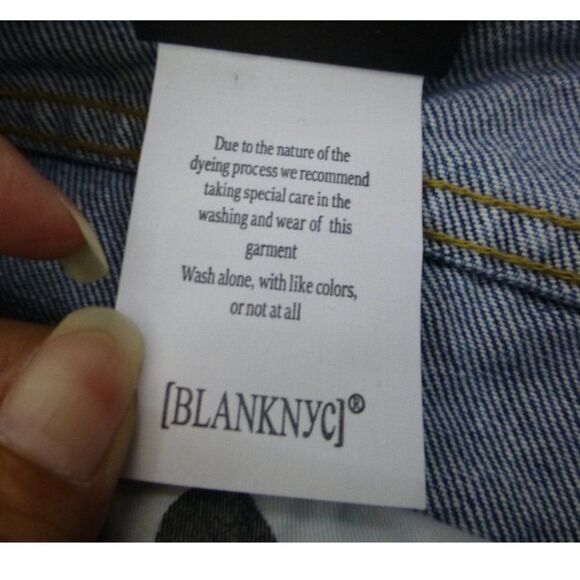 Due to the nature of the
dyeing process we recommend
taking special care in the
washing and wear of this
garment
Wash alone, with like colors,
or not at all
[BLANKNYC]®